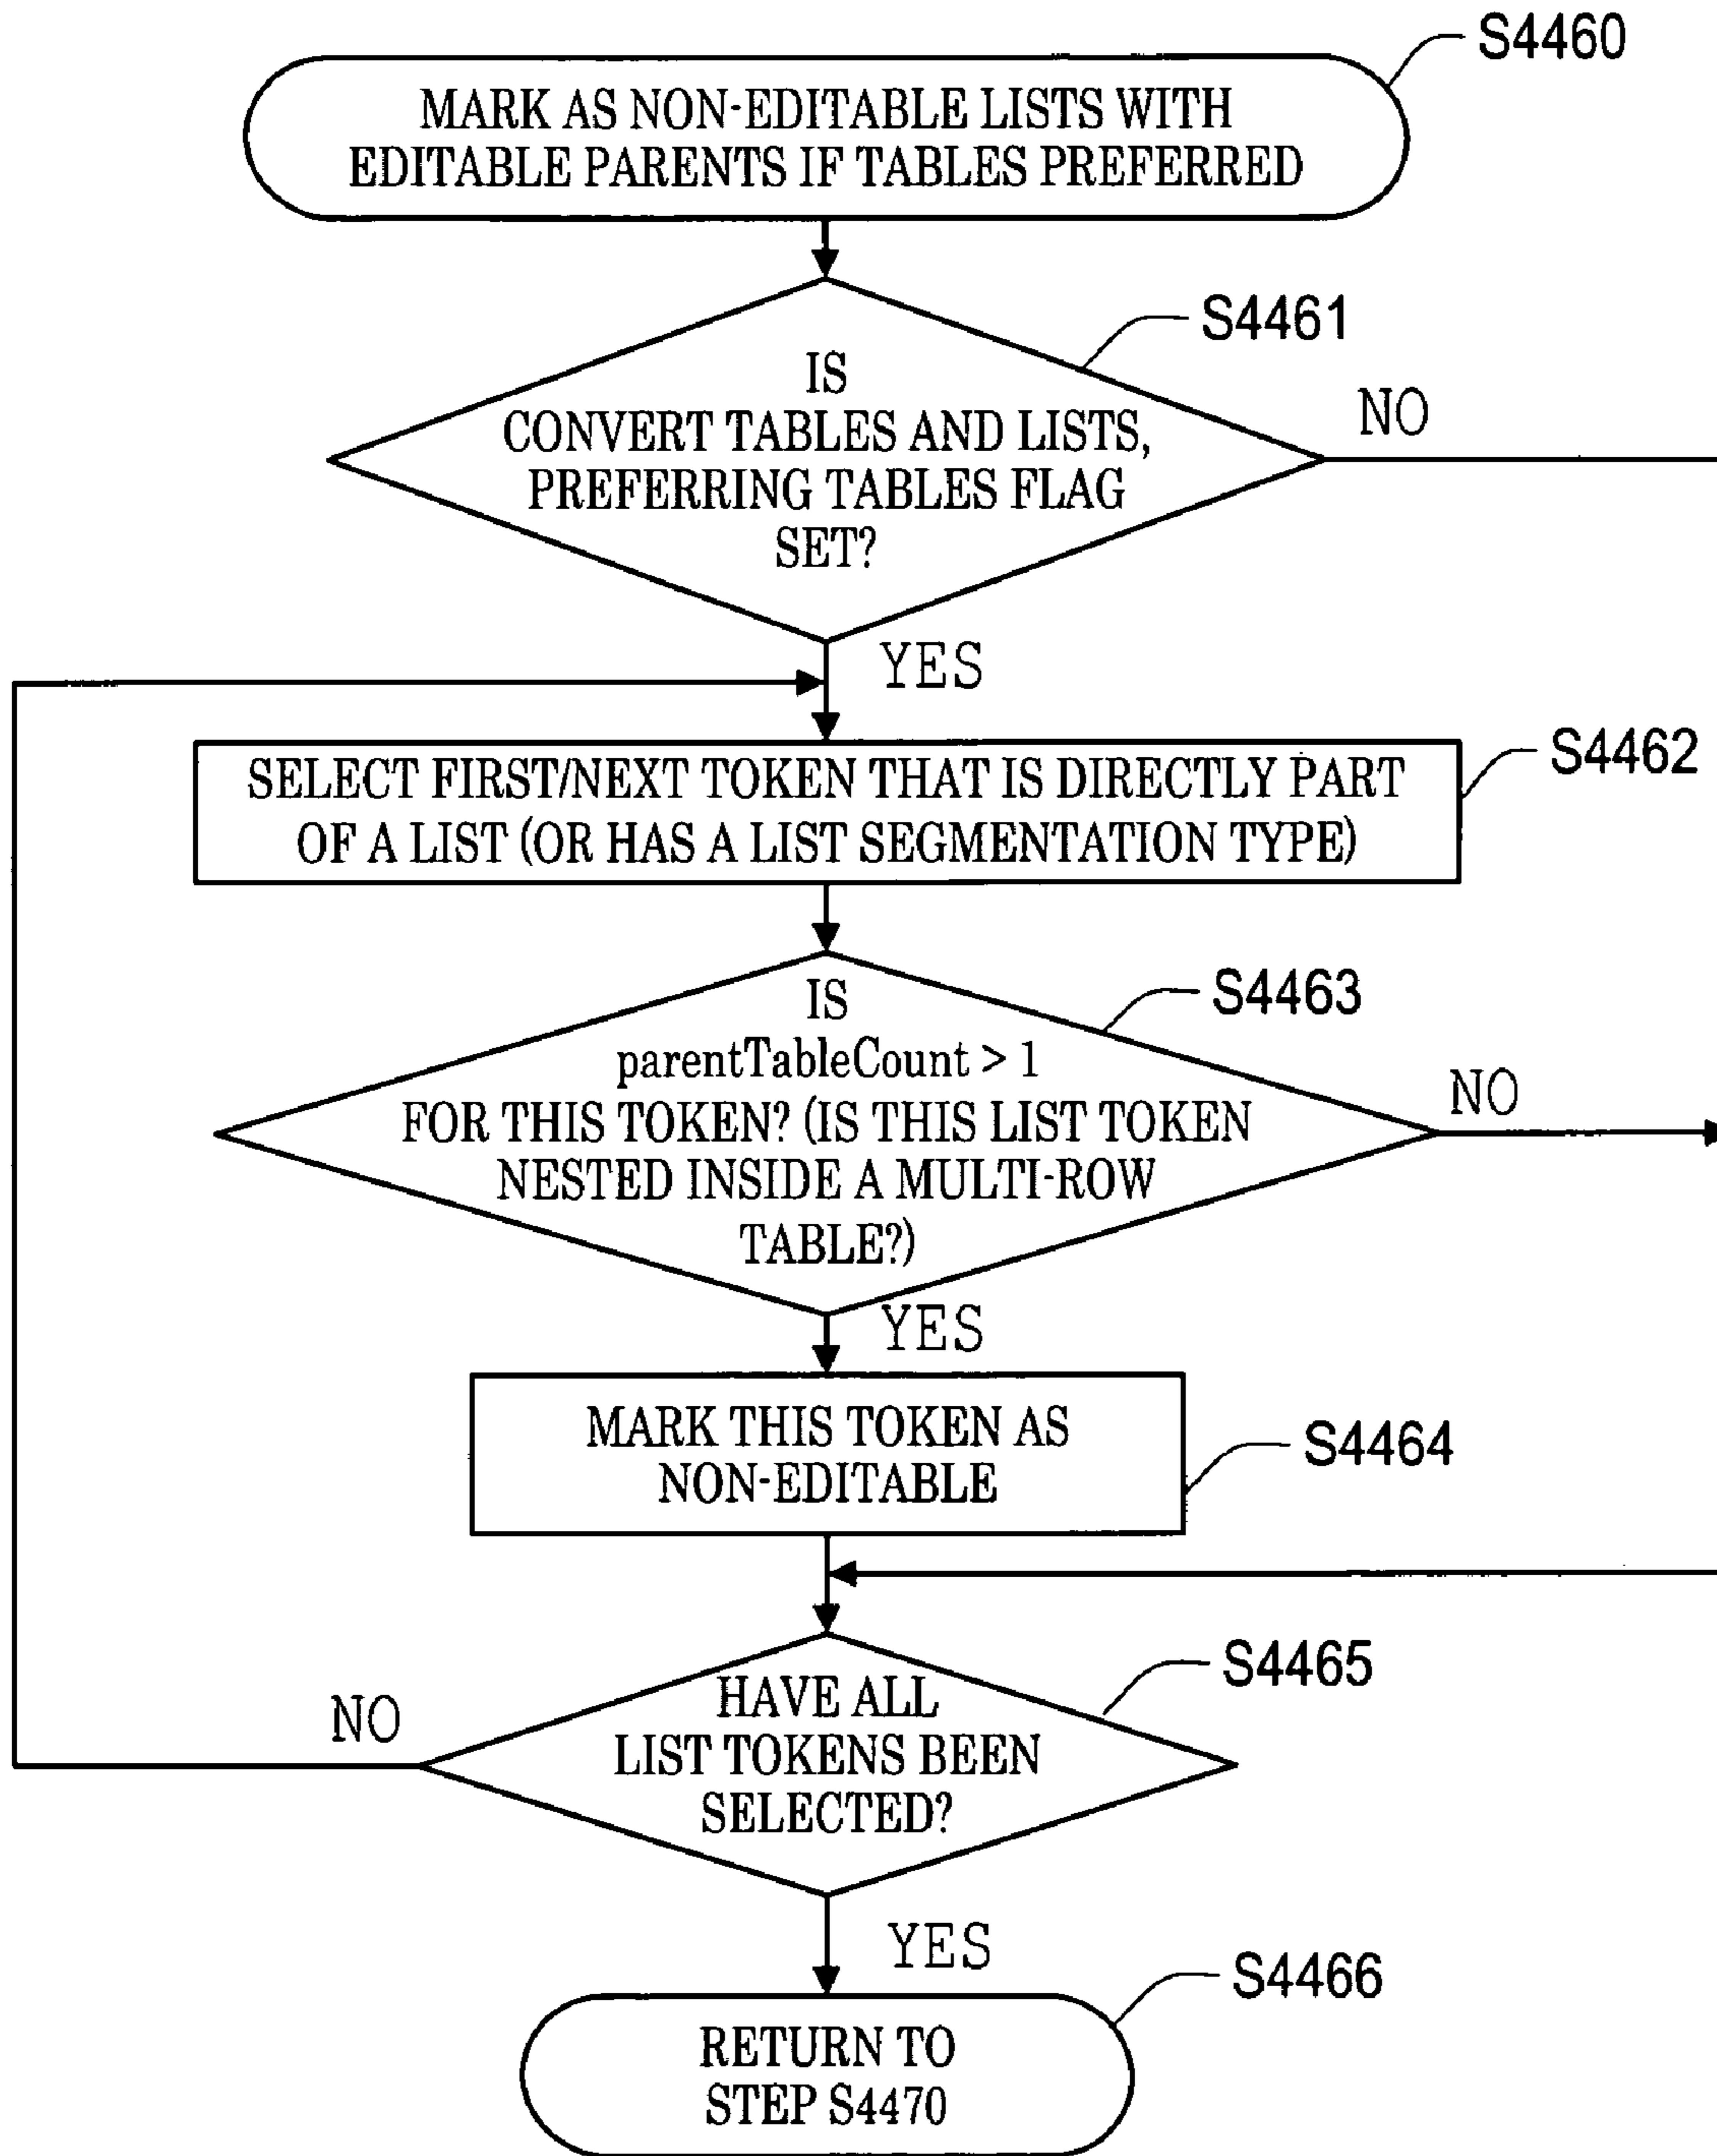 S4460
MARK AS NON-EDITABLE LISTS WITH
EDITABLE PARENTS IF TABLES PREFERRED
S4461
IS
CONVERT TABLES AND LISTS,
PREFERRING TABLES FLAG
SET?
NO
YES
S4462
SELECT FIRST/NEXT TOKEN THAT IS DIRECTLY PART
OF A LIST (OR HAS A LIST SEGMENTATION TYPE)
S4463
IS
parentTableCount > 1
FOR THIS TOKEN? (IS THIS LIST TOKEN
NESTED INSIDE A MULTI-ROW
TABLE?)
NO
YES
MARK THIS TOKEN AS
NON-EDITABLE
S4464
S4465
HAVE ALL
LIST TOKENS BEEN
SELECTED?
NO
YES
S4466
RETURN TO
STEP S4470